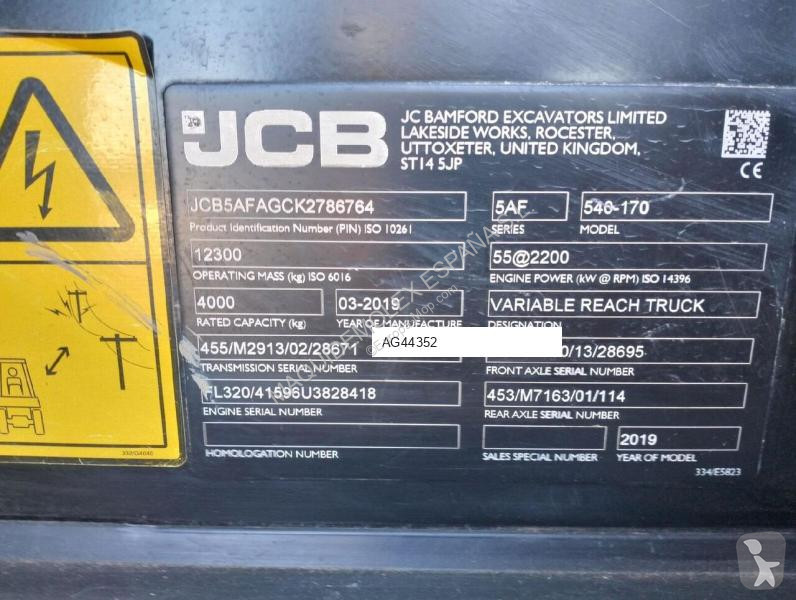 JCB
JC BAMFORD EXCAVATORS LIMITED
LAKESIDE WORKS, ROCESTER,
UTTOXETER, UNITED KINGDOM,
ST14 5JP
CE
JCB5AFAGCK2786764
5AF
540-170
Product Identification Number (PIN) ISO 10261
SERIES
MODEL
12300
55@2200
OPERATING MASS (kg) ISO 6016
ENGINE POWER (kW @ RPM) ISO 14396
4000
03-2019
VARIABLE REACH TRUCK
RATED CAPACITY (kg)
YEAR OF MANUFACTURE
DESIGNATION
455/M2913/02/28671
AG44352
0/13/28695
TRANSMISSION SERIAL NUMBER
FRONT AXLE SERIAL NUMBER
FL320/41596U3828418
453/M7163/01/114
ENGINE SERIAL NUMBER
REAR AXLE SERIAL NUMBER
2019
HOMOLOGATION NUMBER
SALES SPECIAL NUMBER
YEAR OF MODEL
334/E5823
332/G4640